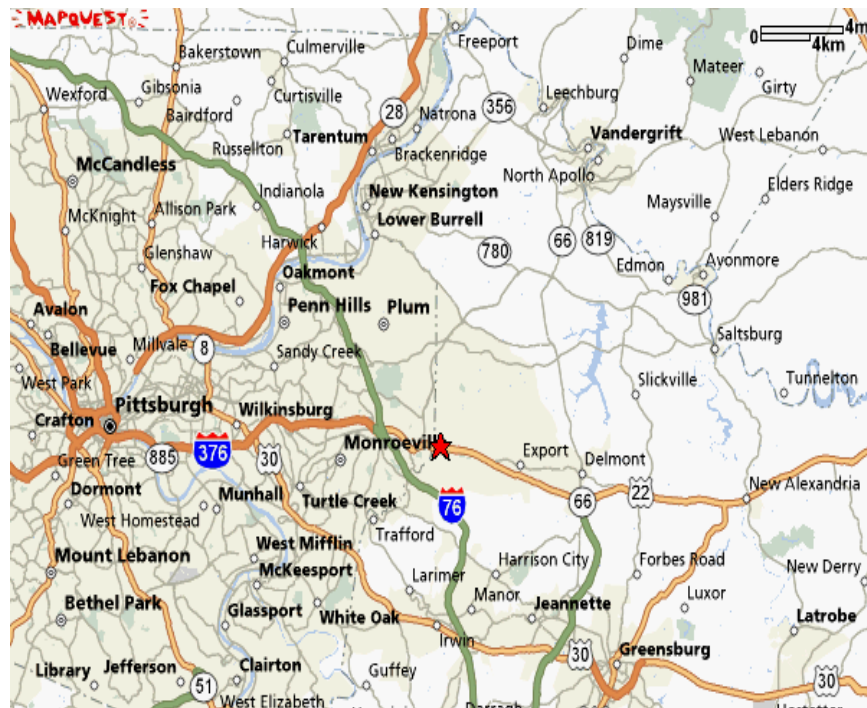 MAPQUEST
Freeport
0 4m
4km
Culmerville
Bakerstown
Dime
Mateer
Girty
Gibsonia
Wexford
Curtisville
Leechburg
28
356
Bairdford
Natrona
Tarentum
Vandergrift
West Lebanon
Russellton
Brackenridge
McCandless
North Apollo
New Kensington
Elders Ridge
Indianola
Maysville
Allison Park
Lower Burrell
McKnight
Harwick
780
66
819
Glenshaw
Avonmore
Edmon
Oakmont
Fox Chapel
981
Penn Hills
Plum
Avalon
Millvale
Saltsburg
Bellevue
8
Sandy Creek
West Park
Slickville
Tunnelton
Pittsburgh
Wilkinsburg
Crafton
Monroevill
376
885
30
Export
Delmont
Green Tree
22
Dormont
Munhall
Turtle Creek
76
66
New Alexandria
West Homestead
Trafford
West Mifflin
Mount Lebanon
Harrison City
Forbes Road
New Derry
McKeesport
Larimer
Manor
Luxor
Bethel Park
Glassport
White Oak
Jeannette
Latrobe
Irwin
Greensburg
30
Library
Jefferson
Clairton
Guffey
30
51
West Elizabeth